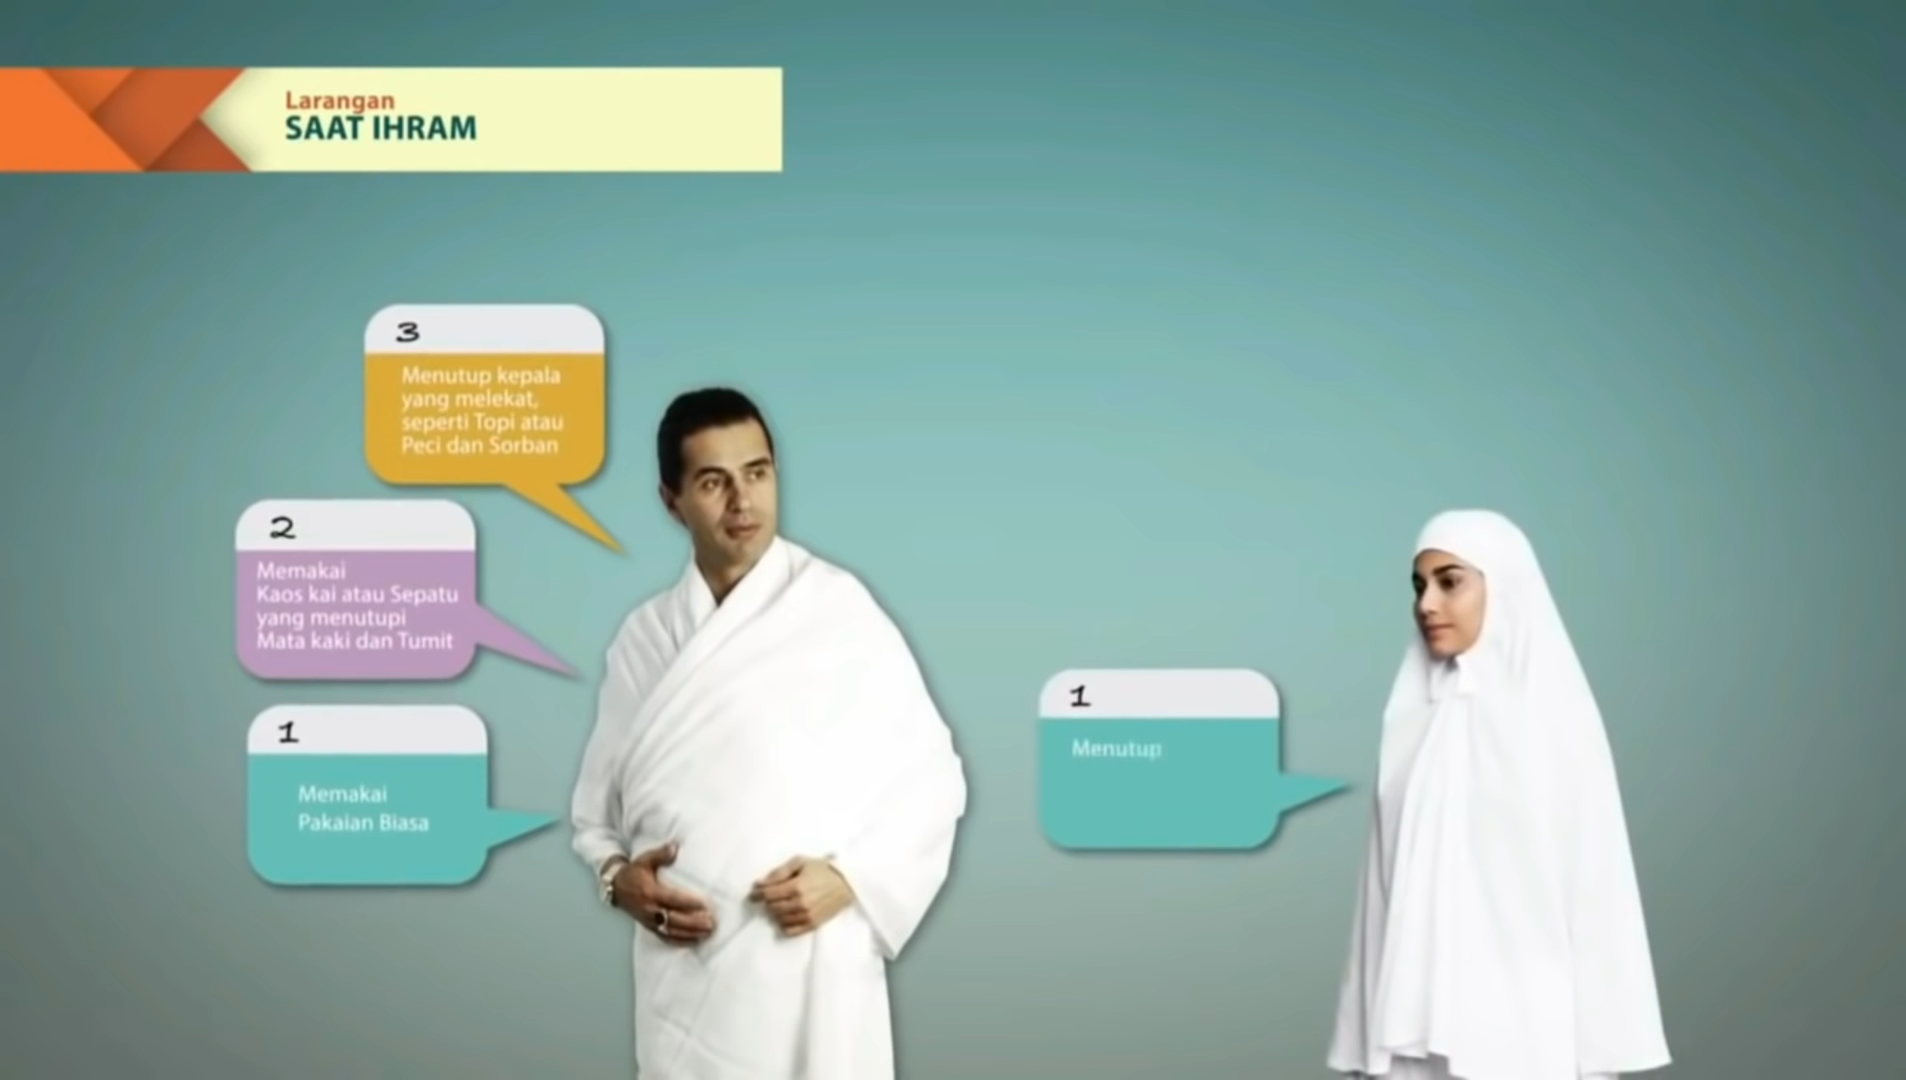 Larangan
SAAT IHRAM
3
Menutup kepala
yang melekat,
seperti Topi atau
Peci dan Sorban
2
Memakai
Kaos kai atau Sepatu
yang menutupi
Mata kaki dan Tumit
1
Memakai
Pakaian Biasa
1
Menutup